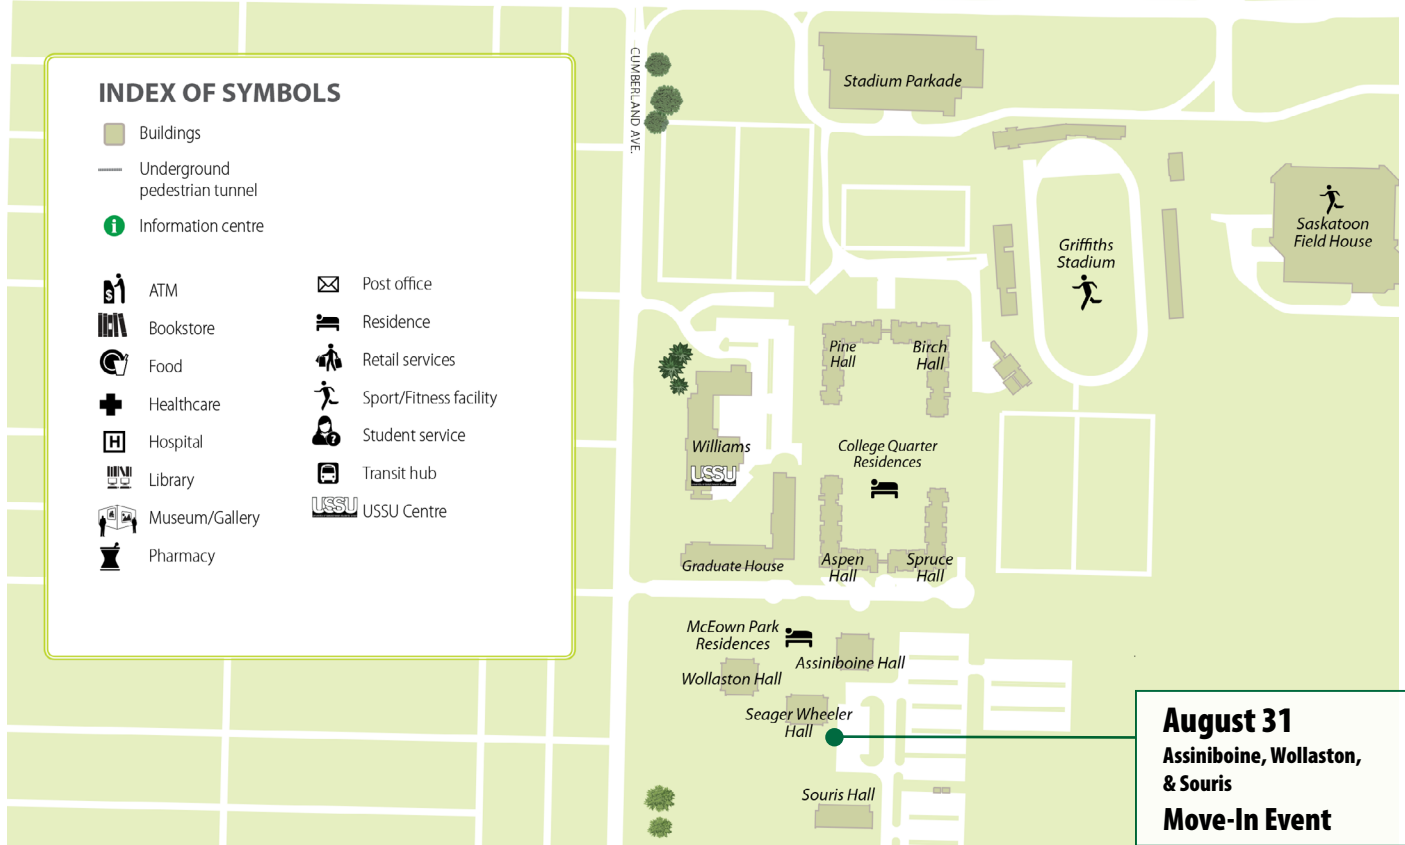 INDEX OF SYMBOLS
Buildings
Underground
pedestrian tunnel
i
Information centre
$
ATM
Bookstore
Food
Healthcare
H
Hospital
Library
Museum/Gallery
Pharmacy
Post office
Residence
Retail services
Sport/Fitness facility
?
Student service
Transit hub
USSU
USSU Centre
CUMBERLAND AVE.
Stadium Parkade
Griffiths
Stadium
Saskatoon
Field House
Pine
Hall
Birch
Hall
Williams
USSU
College Quarter
Residences
Graduate House
Aspen
Hall
Spruce
Hall
McEown Park
Residences
Assiniboine Hall
Wollaston Hall
Seager Wheeler
Hall
Souris Hall
August 31
Assiniboine, Wollaston,
& Souris
Move-In Event